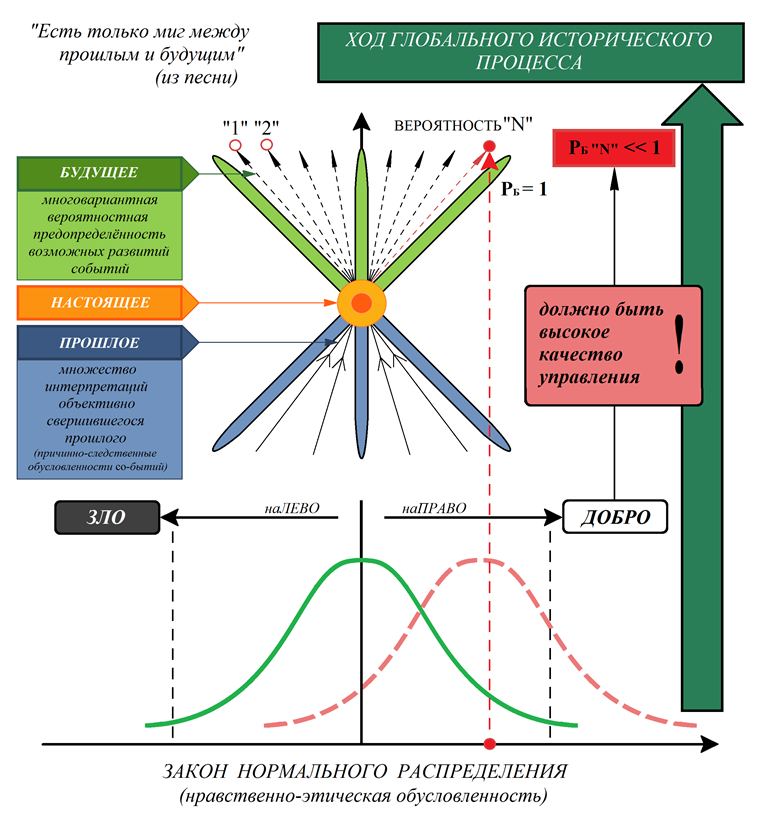 "Есть только миг между
прошлым и будущим"
(из песни)
ХОД ГЛОБАЛЬНОГО ИСТОРИЧЕСКОГО
ПРОЦЕССА
"1" "2"
ВЕРОЯТНОСТЬ "N"
Pб "N" << 1
Pб = 1
БУДУЩЕЕ
многовариантная
вероятностная
предопределённость
возможных развитий
событий
НАСТОЯЩЕЕ
ПРОШЛОЕ
множество
интерпретаций
объективно
свершившегося
прошлого
(причинно-следственные
обусловленности со-бытий)
должно быть
высокое
качество
управления
!
ЗЛО
наЛЕВО
наПРАВО
ДОБРО
ЗАКОН НОРМАЛЬНОГО РАСПРЕДЕЛЕНИЯ
(нравственно-этическая обусловленность)